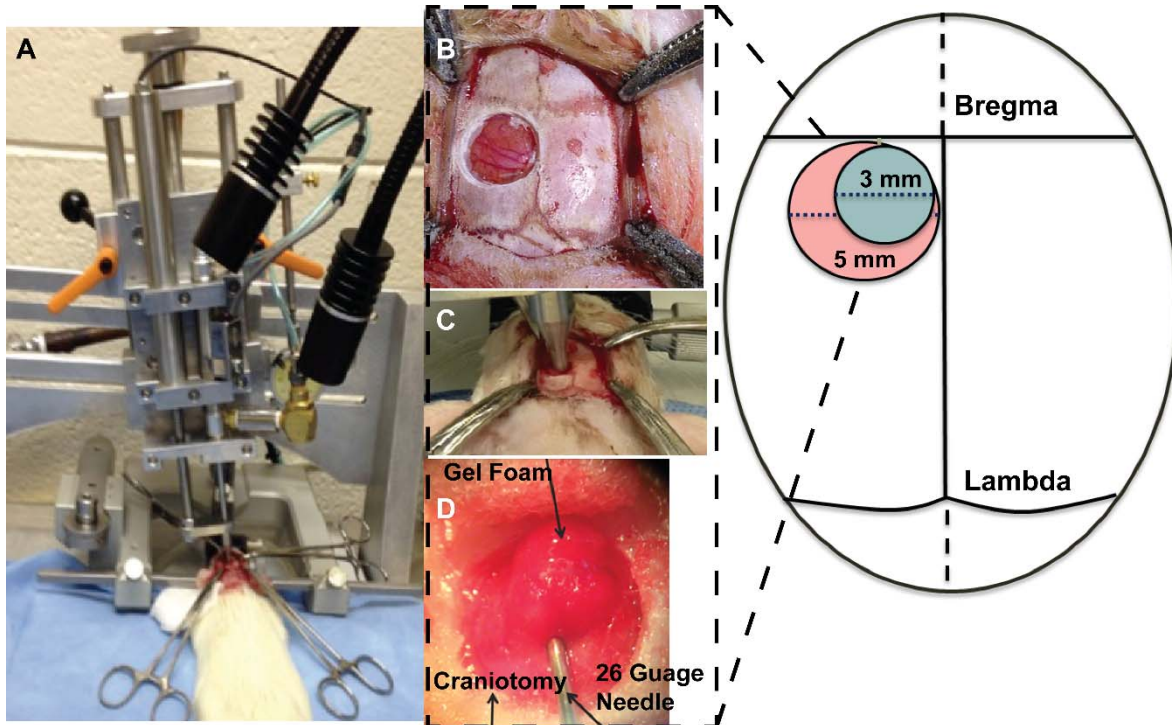 A
B
C
Gel Foam
D
Craniotomy
26 Guage
Needle
Bregma
3 mm
5 mm
Lambda